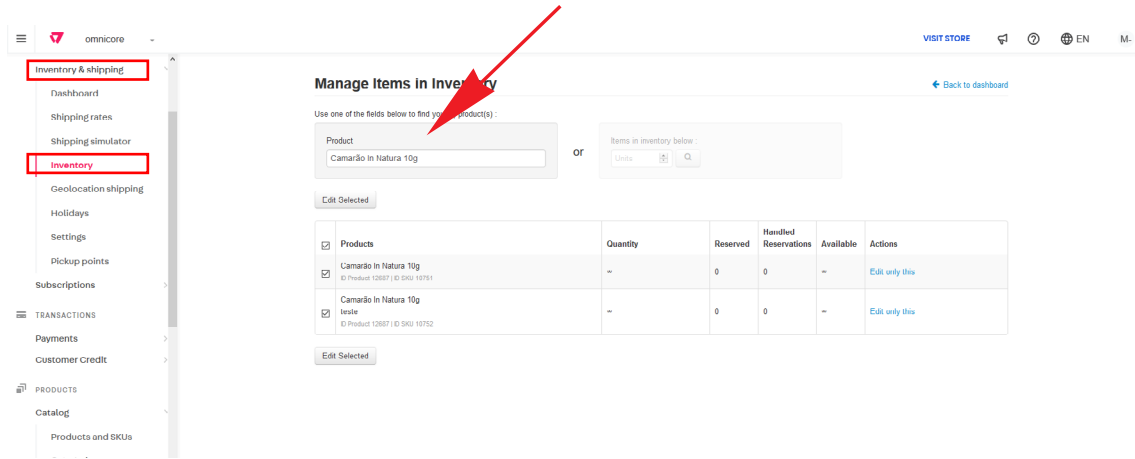 omnicore
VISIT STORE
EN
M-
Inventory & shipping
Dashboard
Shipping rates
Shipping simulator
Inventory
Geolocation shipping
Holidays
Settings
Pickup points
Subscriptions
TRANSACTIONS
Payments
Customer Credit
PRODUCTS
Catalog
Products and SKUs
Manage Items in Inventory
Back to dashboard
Use one of the fields below to find your product(s) :
Product
Camarão In Natura 10g
or
Items in inventory below :
Units
Edit Selected
Products Quantity Reserved Handled Reservations Available Actions
Camarão In Natura 10g ∞ 0 0 ∞ Edit only this
ID Product 12687 | ID SKU 10751
Camarão In Natura 10g
teste ∞ 0 0 ∞ Edit only this
ID Product 12687 | ID SKU 10752
Edit Selected